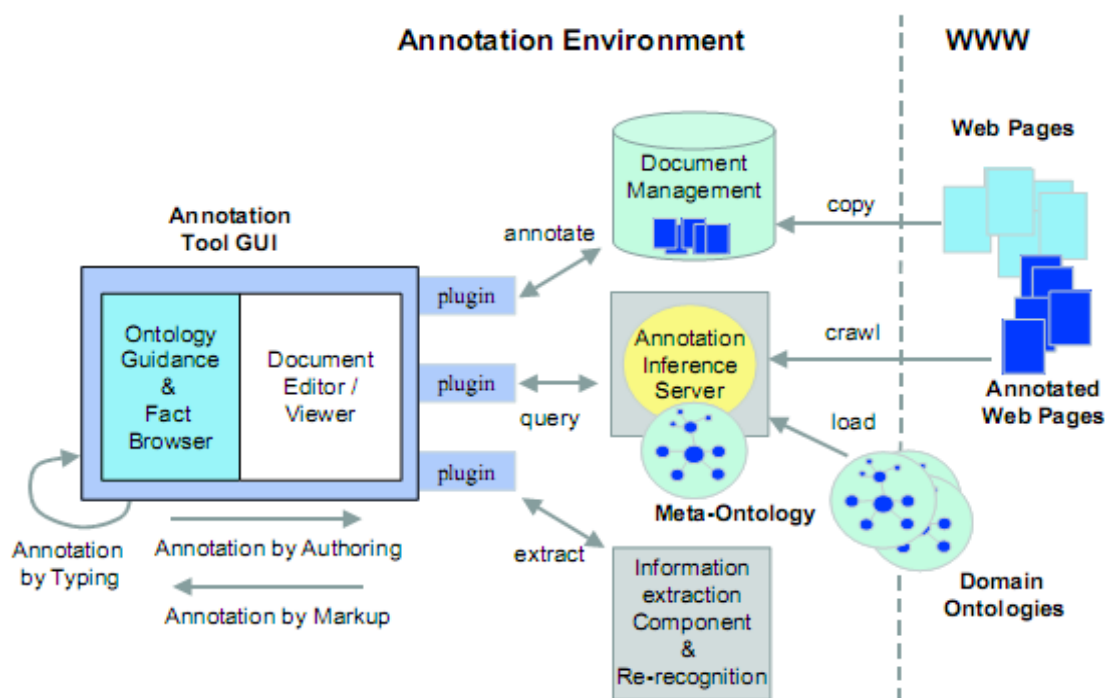 Annotation Environment
WWW
Web Pages
Document
Management
copy
Annotation
Tool GUI
annotate
plugin
Ontology
Guidance
&
Fact
Browser
Document
Editor /
Viewer
plugin
query
Annotation
Inference
Server
crawl
Annotated
Web Pages
load
plugin
Meta-Ontology
Annotation
by Typing
Annotation by Authoring
Annotation by Markup
extract
Information
extraction
Component
&
Re-recognition
Domain
Ontologies